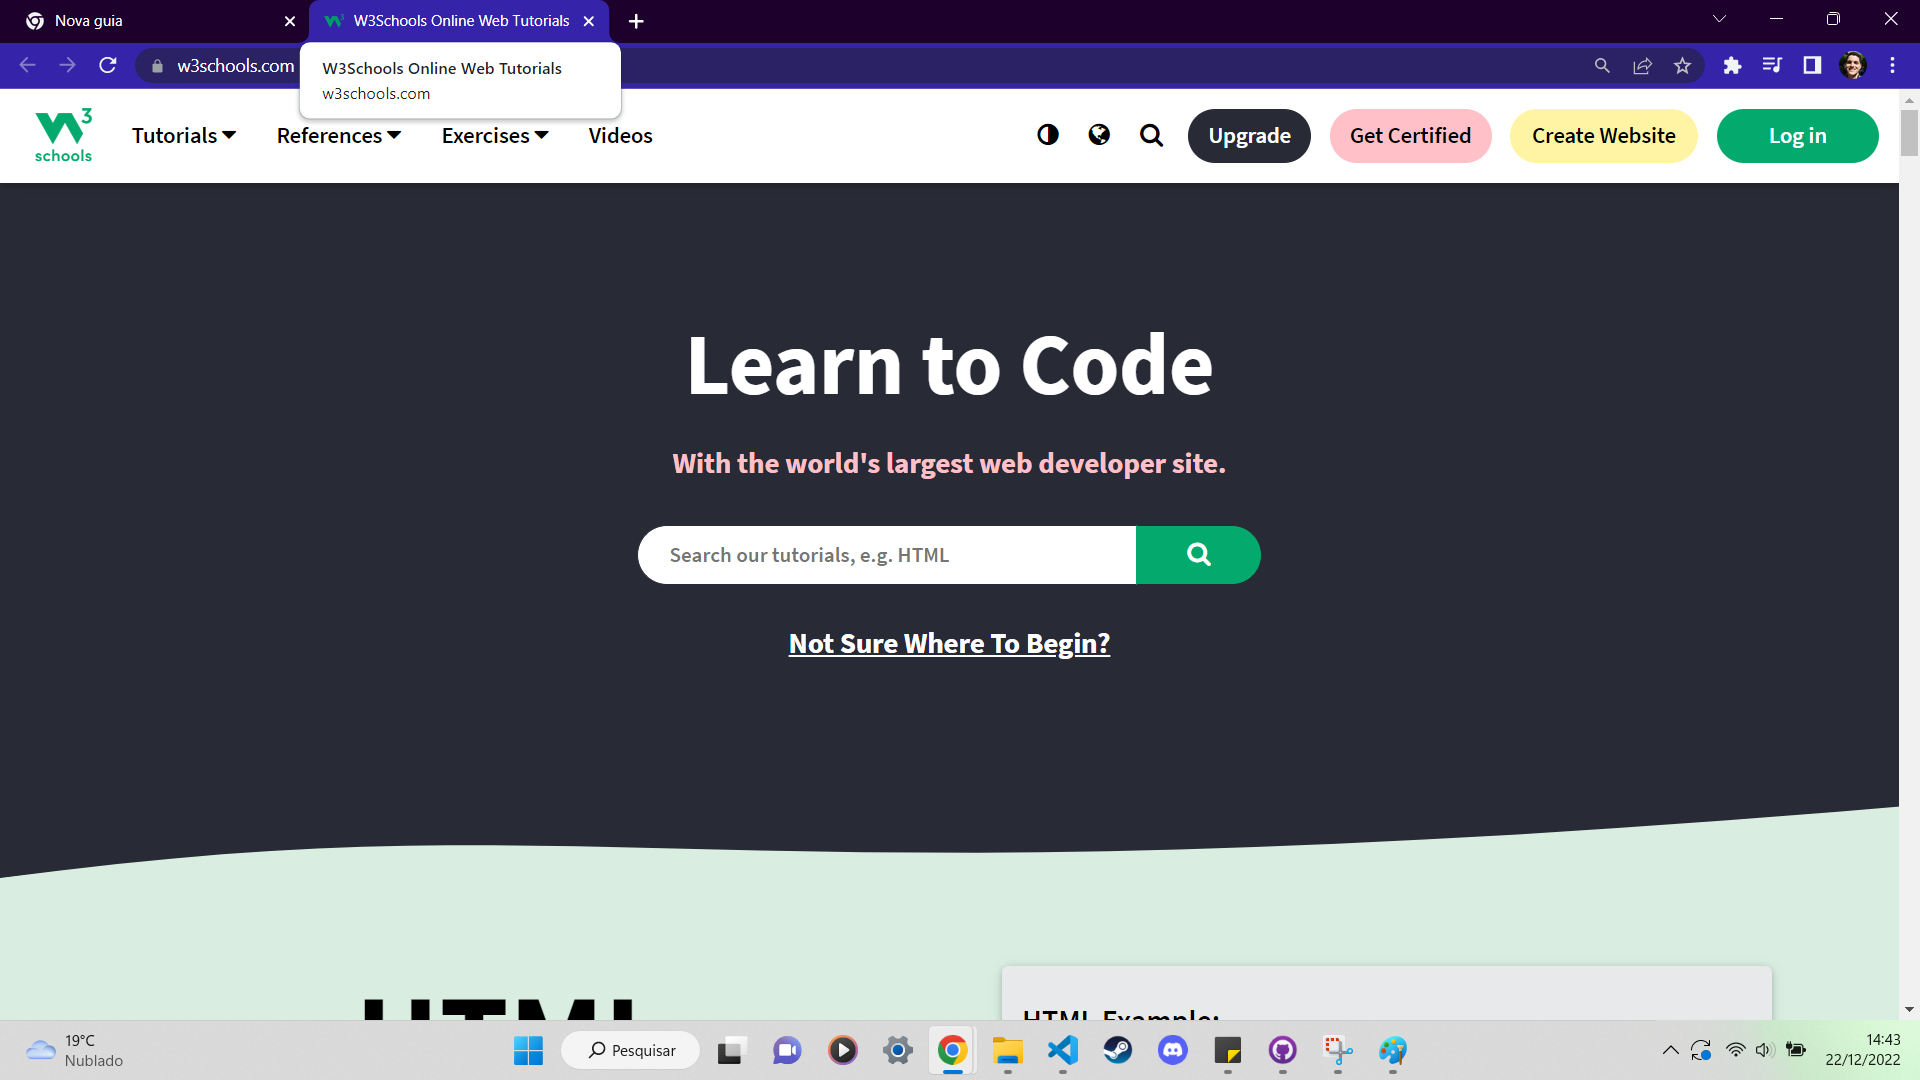 Nova guia
W3Schools Online Web Tutorials
w3schools.com
W3Schools Online Web Tutorials
w3schools.com
W3
schools
Tutorials
References
Exercises
Videos
Upgrade
Get Certified
Create Website
Log in
Learn to Code
With the world's largest web developer site.
Search our tutorials, e.g. HTML
Not Sure Where To Begin?
HTML
HTML Example:
19°C
Nublado
Pesquisar
14:43
22/12/2022